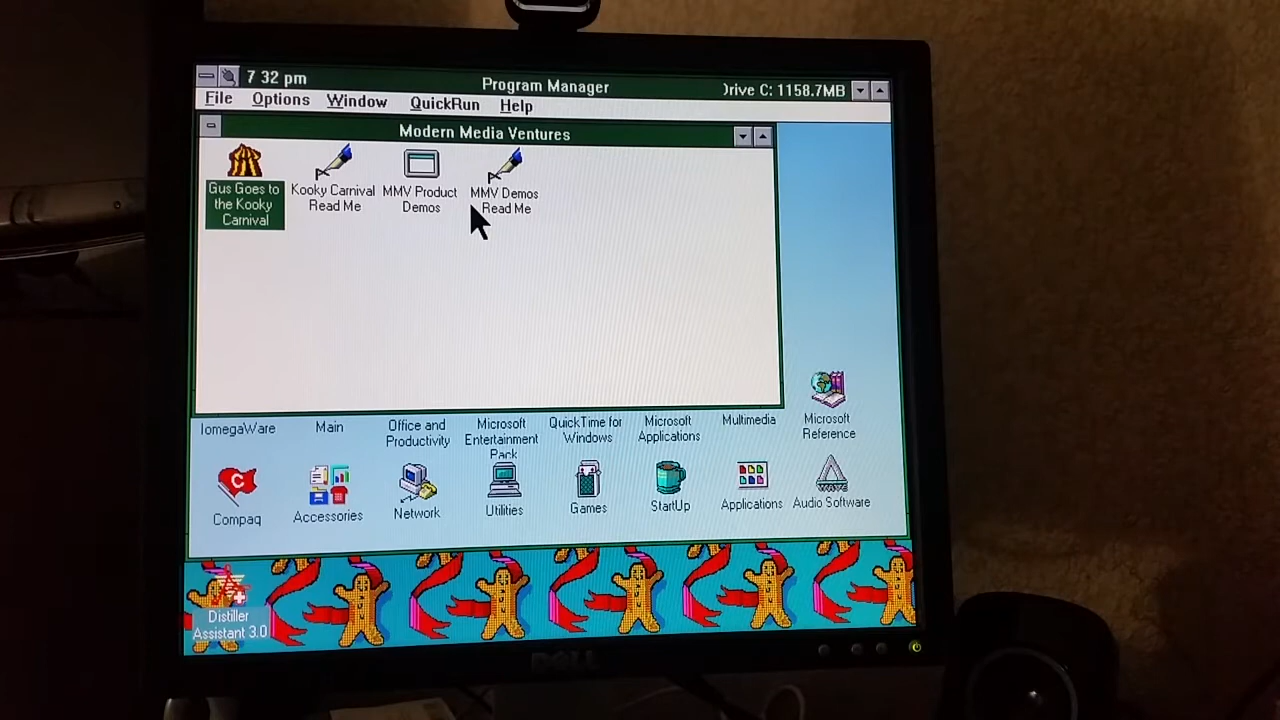 7 32 pm
Program Manager
Drive C: 1158.7MB
File Options Window QuickRun Help
Modern Media Ventures
Gus Goes to
the Kooky
Carnival
Kooky Carnival
Read Me
MMV Product
Demos
MMV Demos
Read Me
IomegaWare
Main
Office and
Productivity
Microsoft
Entertainment
Pack
QuickTime for
Windows
Microsoft
Applications
Multimedia
Microsoft
Reference
C
Compaq
Accessories
Network
Utilities
Games
StartUp
Applications
Audio Software
Distiller
Assistant 3.0
DELL